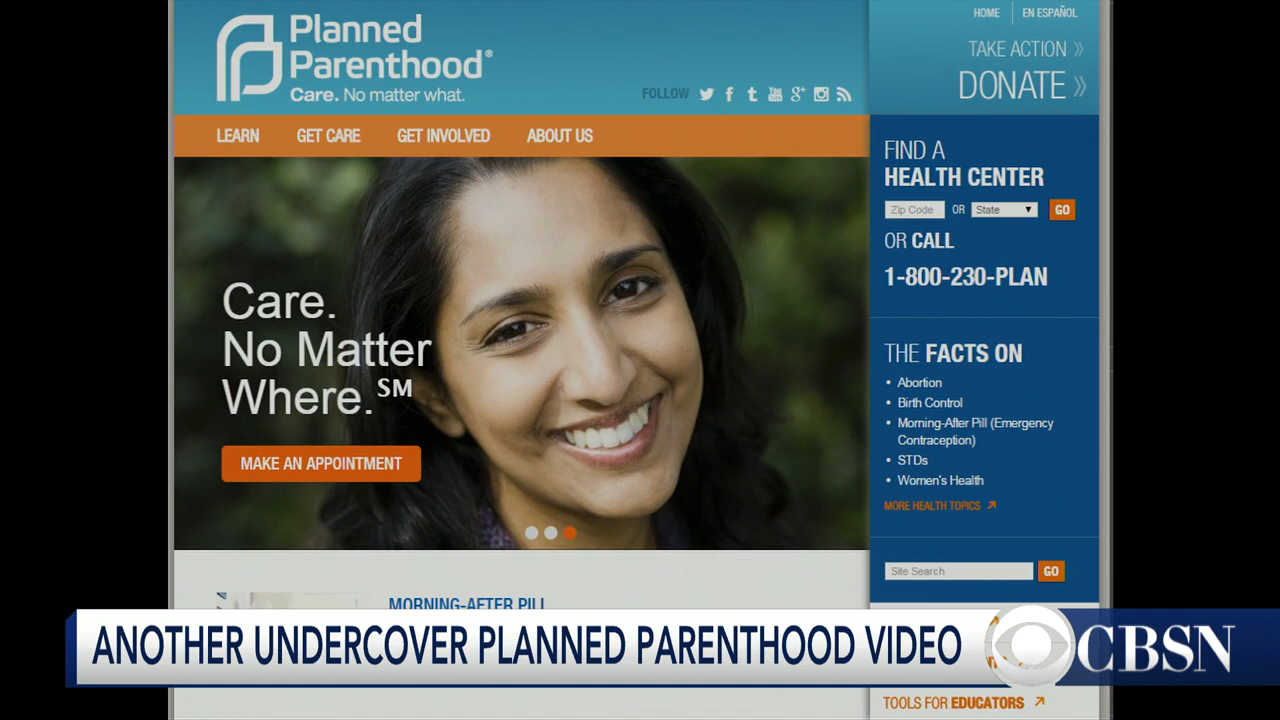 Planned
Parenthood®
Care. No matter what.
FOLLOW
HOME
EN ESPAÑOL
TAKE ACTION »
DONATE »
LEARN
GET CARE
GET INVOLVED
ABOUT US
Care.
No Matter
Where.℠
MAKE AN APPOINTMENT
FIND A
HEALTH CENTER
Zip Code OR State GO
OR CALL
1-800-230-PLAN
THE FACTS ON
• Abortion
• Birth Control
• Morning-After Pill (Emergency
Contraception)
• STDs
• Women's Health
MORE HEALTH TOPICS
Site Search GO
MORNING-AFTER PILL
ANOTHER UNDERCOVER PLANNED PARENTHOOD VIDEO
CBSN
TOOLS FOR EDUCATORS